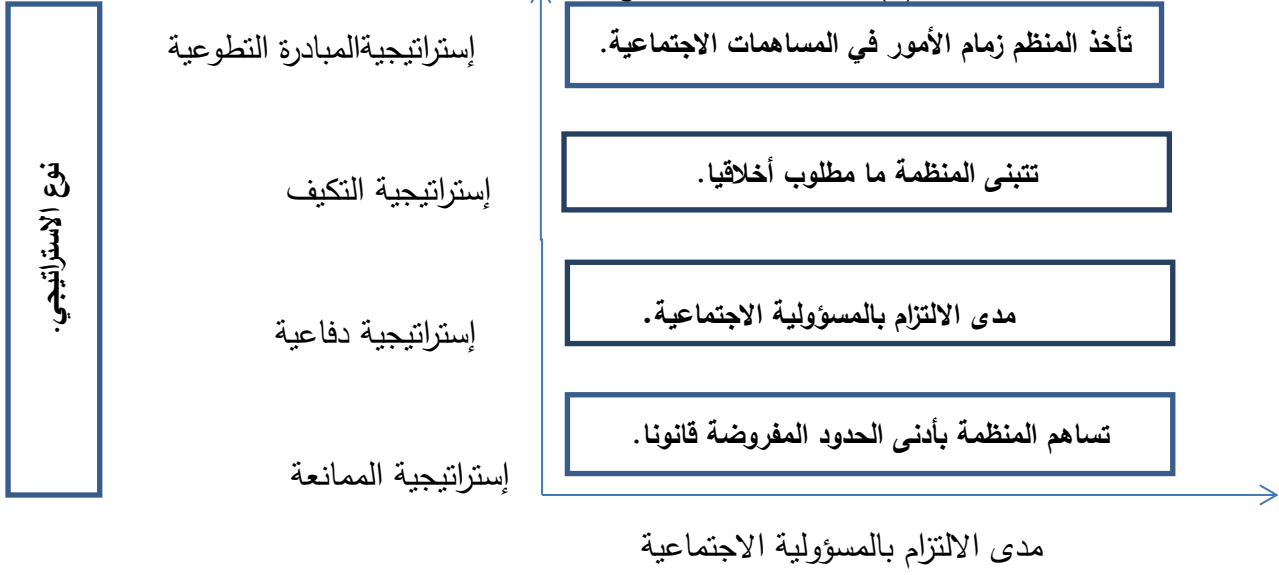 تأخذ المنظم زمام الأمور في المساهمات الاجتماعية.
إستراتيجيةالمبادرة التطوعية
تتبنى المنظمة ما مطلوب أخلاقيا.
إستراتيجية التكيف
نوع الاستراتيجي.
مدى الالتزام بالمسؤولية الاجتماعية.
إستراتيجية دفاعية
تساهم المنظمة بأدنى الحدود المفروضة قانونا.
إستراتيجية الممانعة
مدى الالتزام بالمسؤولية الاجتماعية